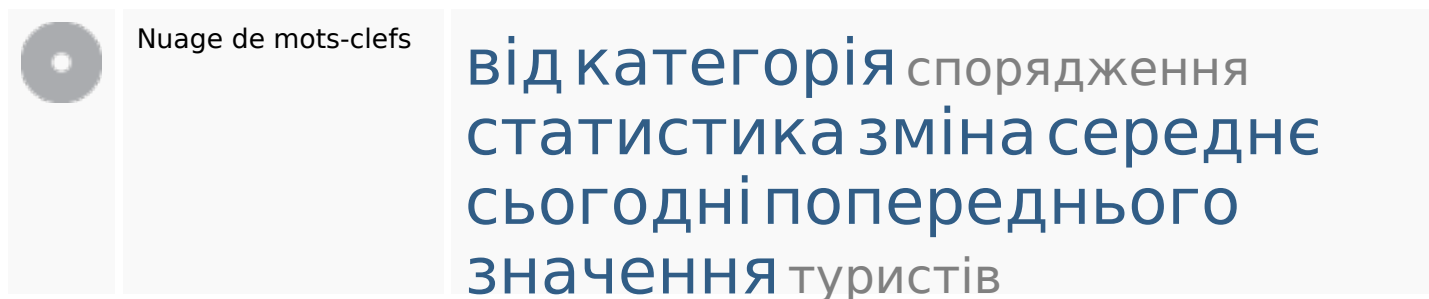 Nuage de mots-clefs
від категорія спорядження
статистика зміна середнє
сьогодні попереднього
значення туристів